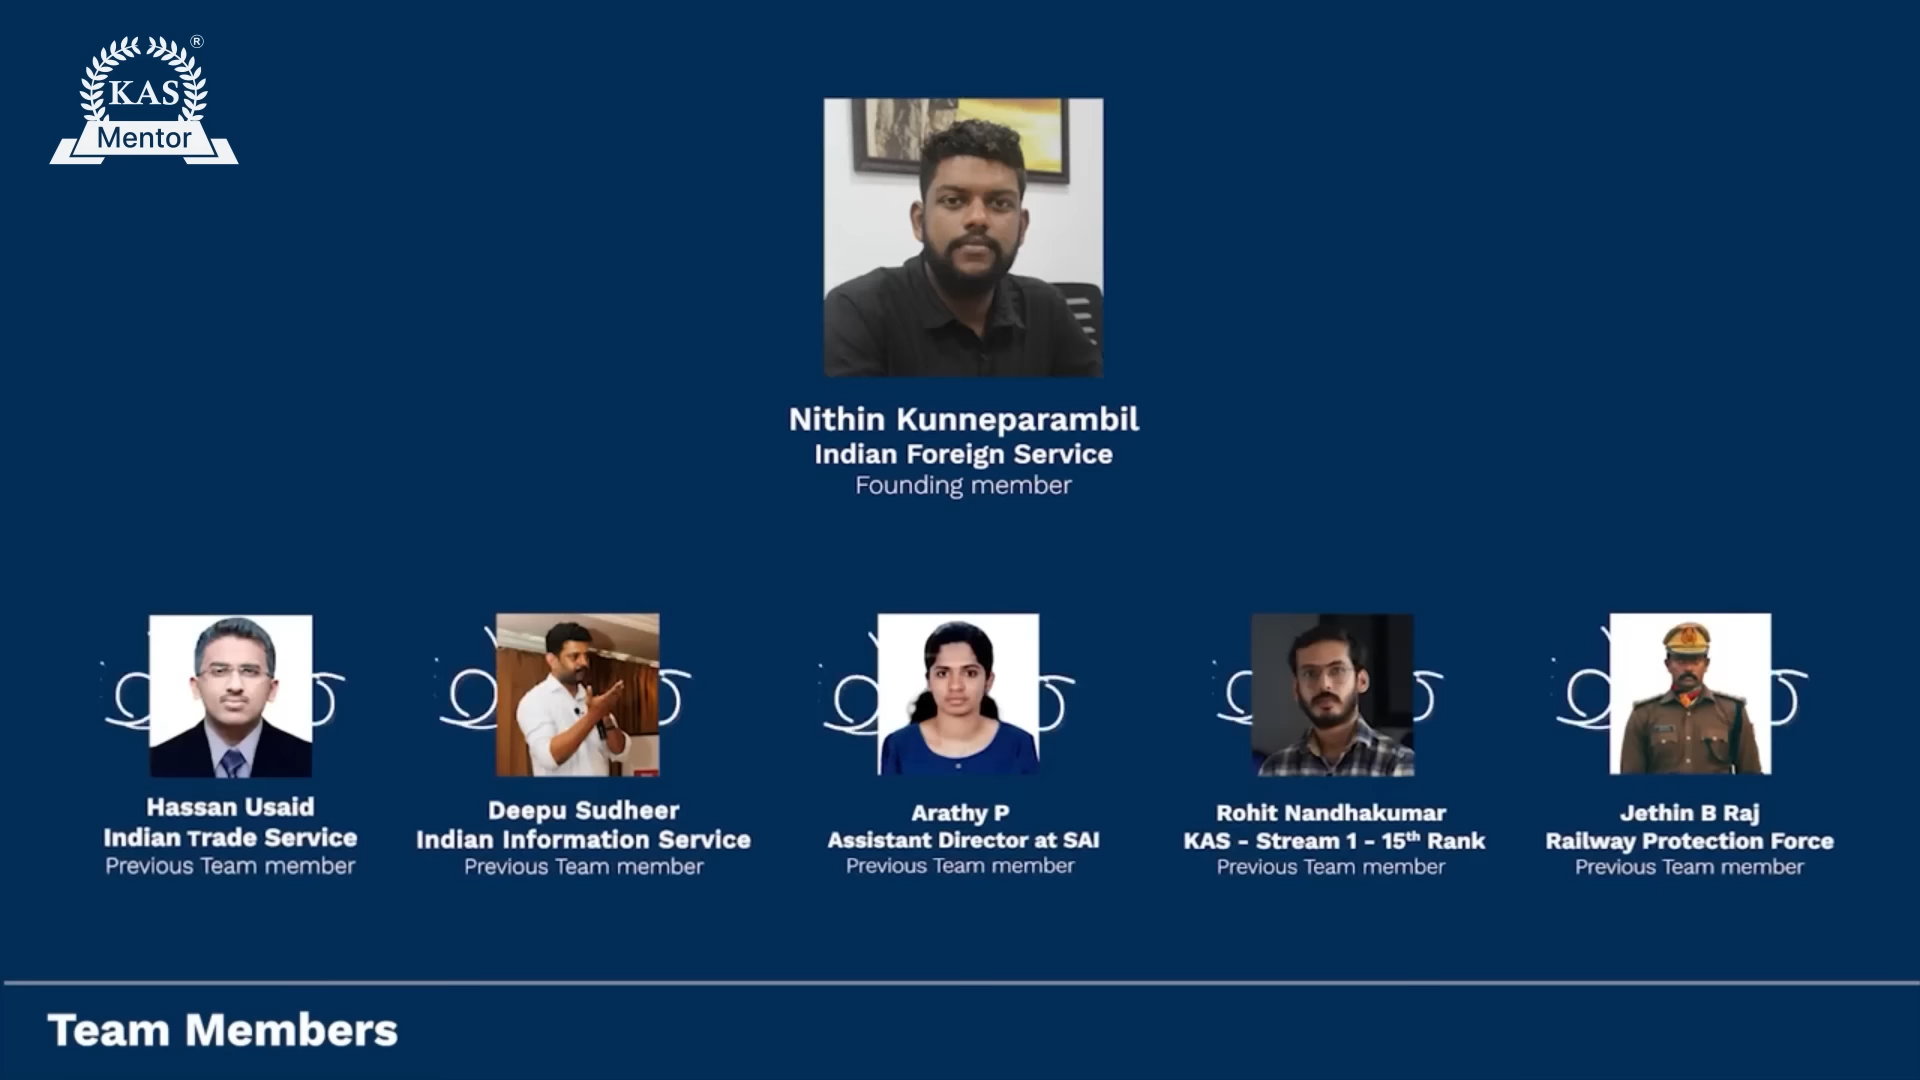 KAS ®
Mentor
Nithin Kunneparambil
Indian Foreign Service
Founding member
Hassan Usaid
Indian Trade Service
Previous Team member
Deepu Sudheer
Indian Information Service
Previous Team member
Arathy P
Assistant Director at SAI
Previous Team member
Rohit Nandhakumar
KAS - Stream 1 - 15th Rank
Previous Team member
Jethin B Raj
Railway Protection Force
Previous Team member
Team Members